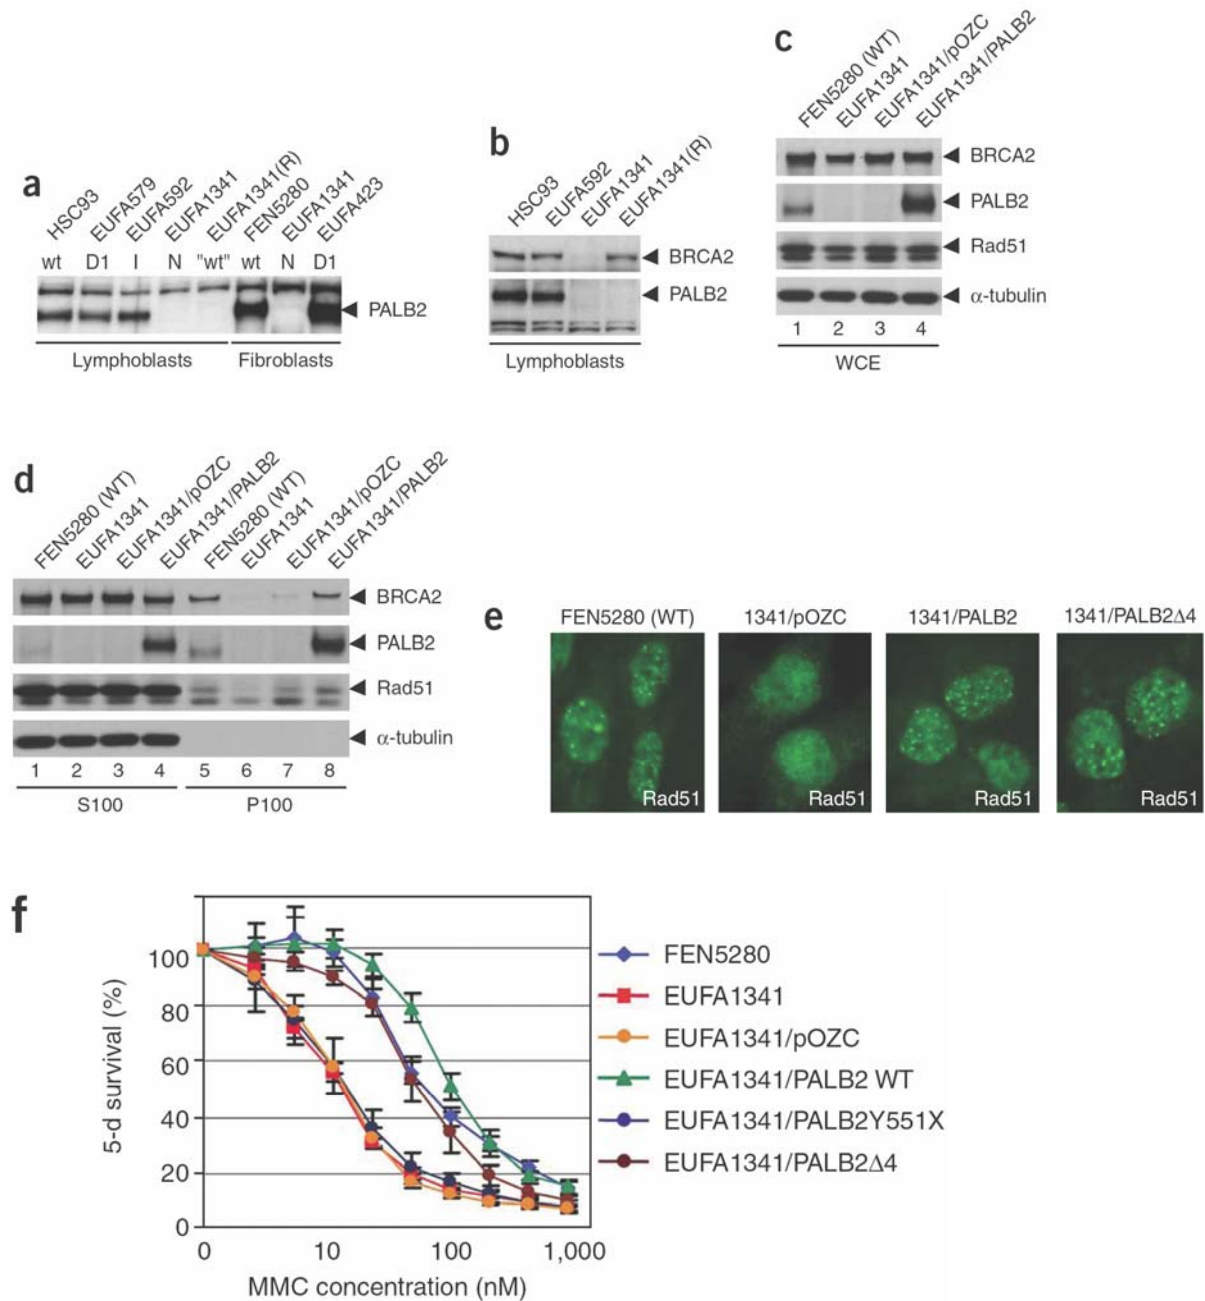 a
HSC93 EUFA579 EUFA592 EUFA1341 EUFA1341(R) FEN5280 EUFA1341 EUFA423
wt D1 I N "wt" wt N D1
PALB2
Lymphoblasts Fibroblasts
b
HSC93 EUFA592 EUFA1341 EUFA1341(R)
BRCA2
PALB2
Lymphoblasts
c
FEN5280 (WT) EUFA1341 EUFA1341/pOZC EUFA1341/PALB2
BRCA2
PALB2
Rad51
α-tubulin
1 2 3 4
WCE
d
FEN5280 (WT) EUFA1341 EUFA1341/pOZC EUFA1341/PALB2 FEN5280 (WT) EUFA1341 EUFA1341/pOZC EUFA1341/PALB2
BRCA2
PALB2
Rad51
α-tubulin
1 2 3 4 5 6 7 8
S100 P100
e
FEN5280 (WT) 1341/pOZC 1341/PALB2 1341/PALB2Δ4
Rad51 Rad51 Rad51 Rad51
f
5-d survival (%)
100
80
60
40
20
0
0 10 100 1,000
MMC concentration (nM)
FEN5280
EUFA1341
EUFA1341/pOZC
EUFA1341/PALB2 WT
EUFA1341/PALB2Y551X
EUFA1341/PALB2Δ4